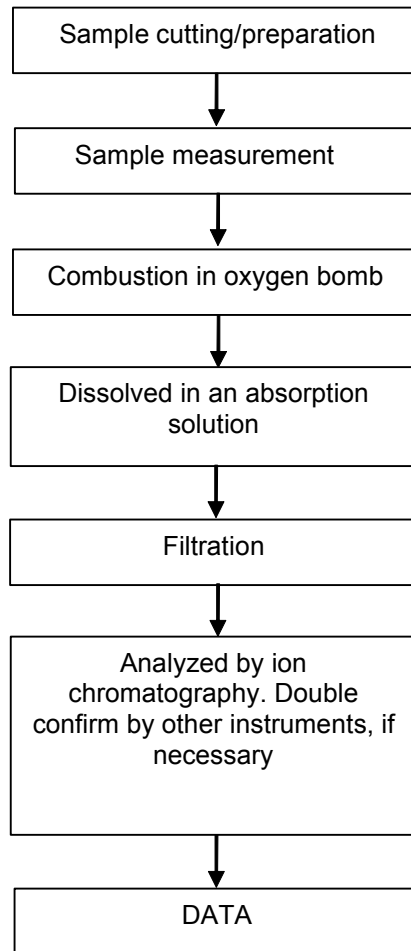 Sample cutting/preparation
Sample measurement
Combustion in oxygen bomb
Dissolved in an absorption
solution
Filtration
Analyzed by ion
chromatography. Double
confirm by other instruments, if
necessary
DATA